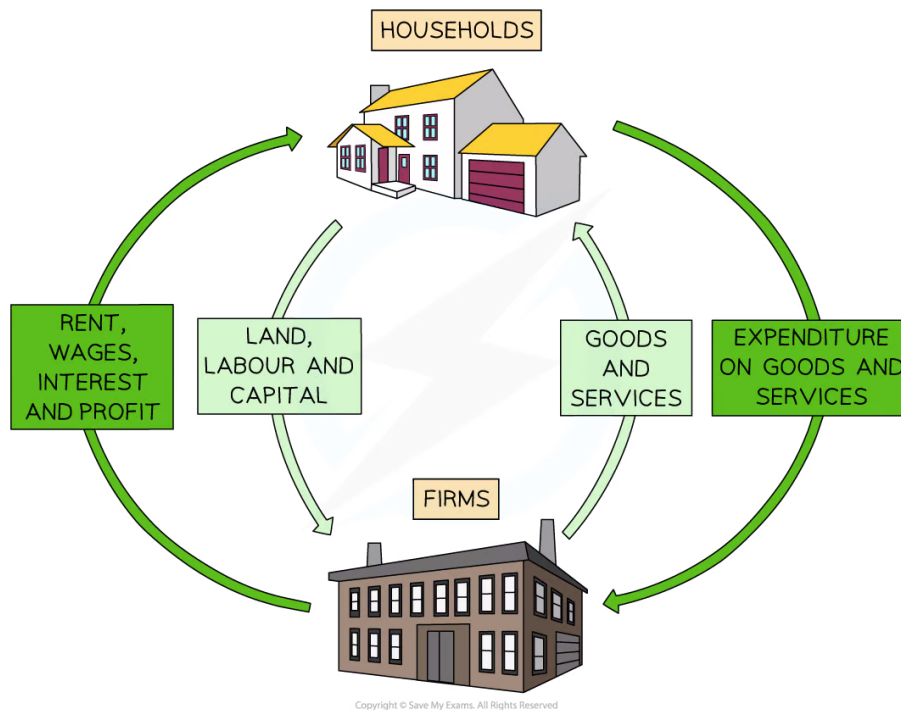 HOUSEHOLDS
RENT,
WAGES,
INTEREST
AND PROFIT
LAND,
LABOUR AND
CAPITAL
GOODS
AND
SERVICES
EXPENDITURE
ON GOODS AND
SERVICES
FIRMS
Copyright © Save My Exams. All Rights Reserved